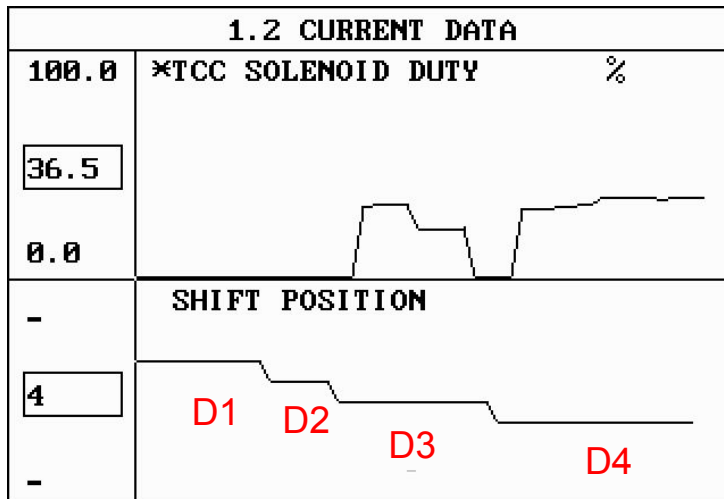 1.2 CURRENT DATA
100.0 *TCC SOLENOID DUTY %
36.5
0.0
SHIFT POSITION
-
4
D1 D2 D3 D4
-